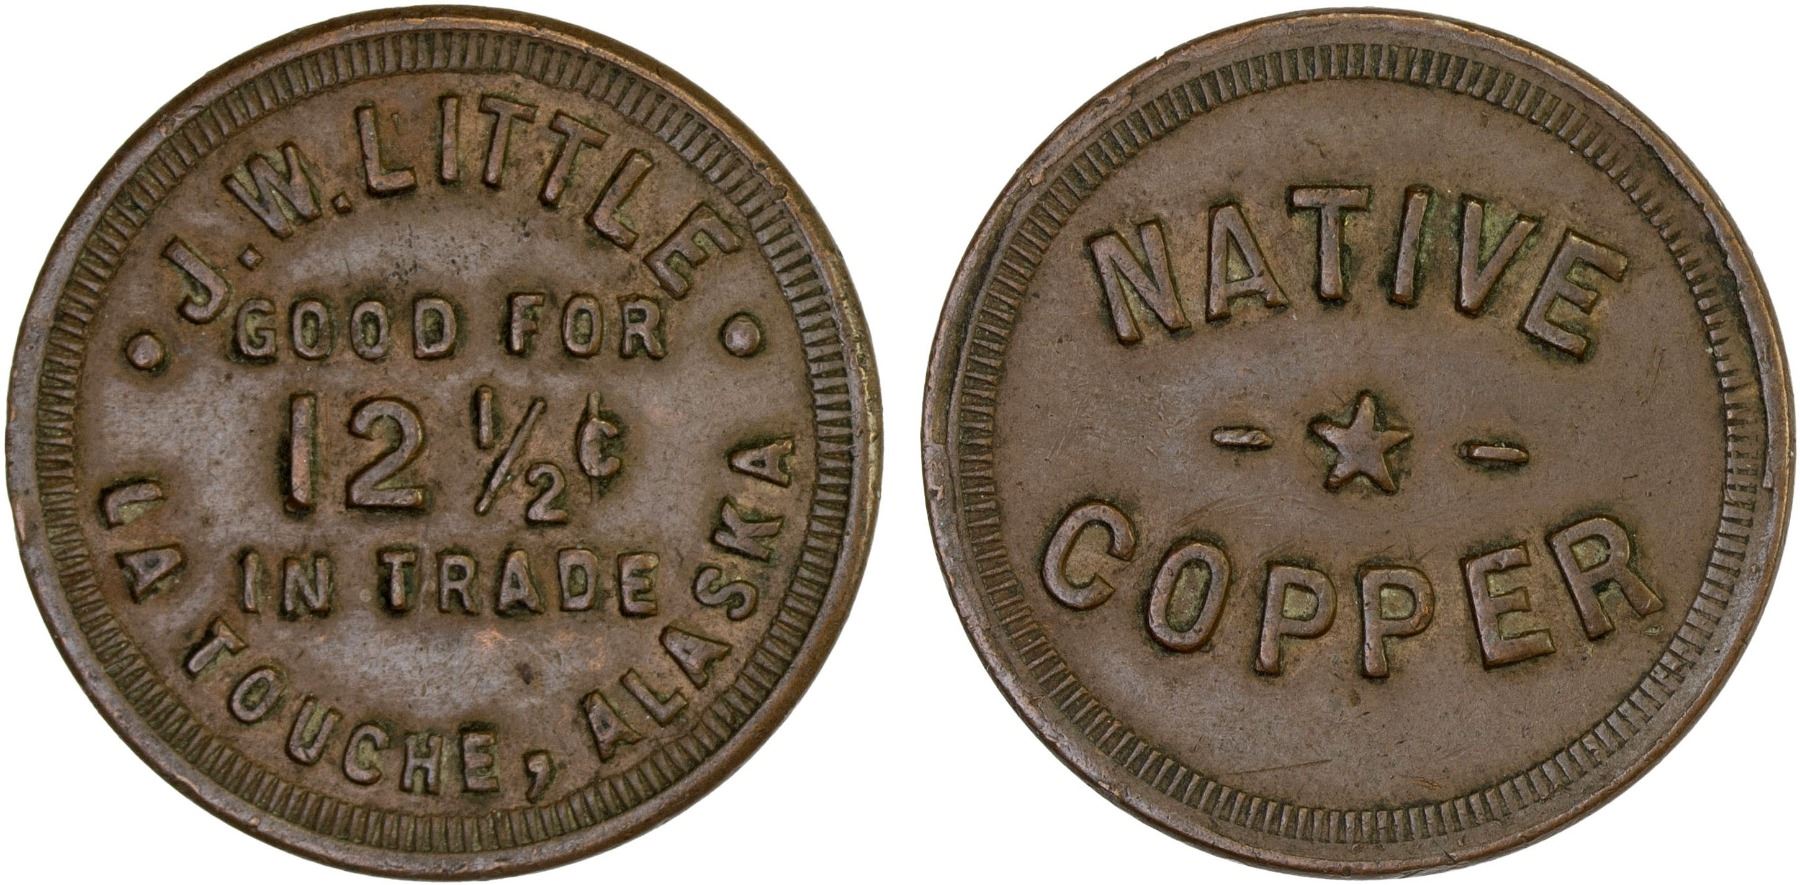 J.W. LITTLE
GOOD FOR
12 ½ ¢
IN TRADE
LA TOUCHE, ALASKA
NATIVE
COPPER